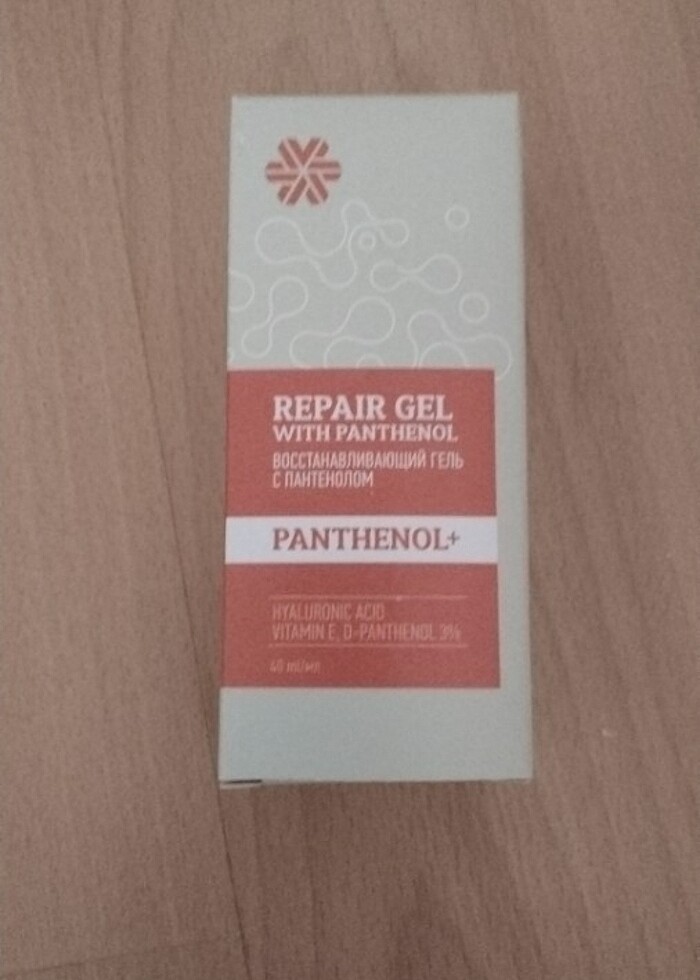 REPAIR GEL
WITH PANTHENOL
ВОССТАНАВЛИВАЮЩИЙ ГЕЛЬ
С ПАНТЕНОЛОМ
PANTHENOL+
HYALURONIC ACID
VITAMIN E, D-PANTHENOL 3%
40 ml/мл